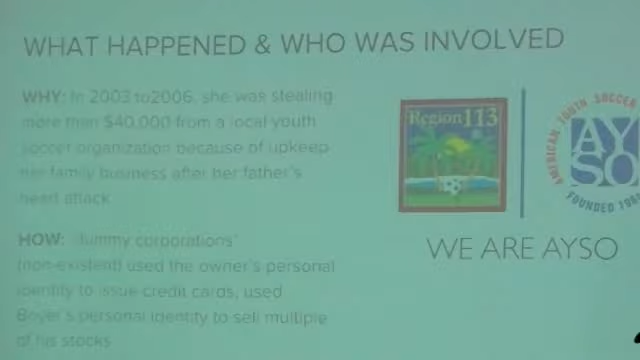 WHAT HAPPENED & WHO WAS INVOLVED
WHY: In 2003 to2006, she was stealing
more than $40,000 from a local youth
soccer organization because of upkeep
her family business after her father's
heart attack
HOW: "dummy corporations"
(non-existent) used the owner's personal
identity to issue credit cards, used
Boyer's personal identity to sell multiple
of his stocks
Region 113
AMERICAN YOUTH SOCCER
AYSO
FOUNDED
WE ARE AYSO